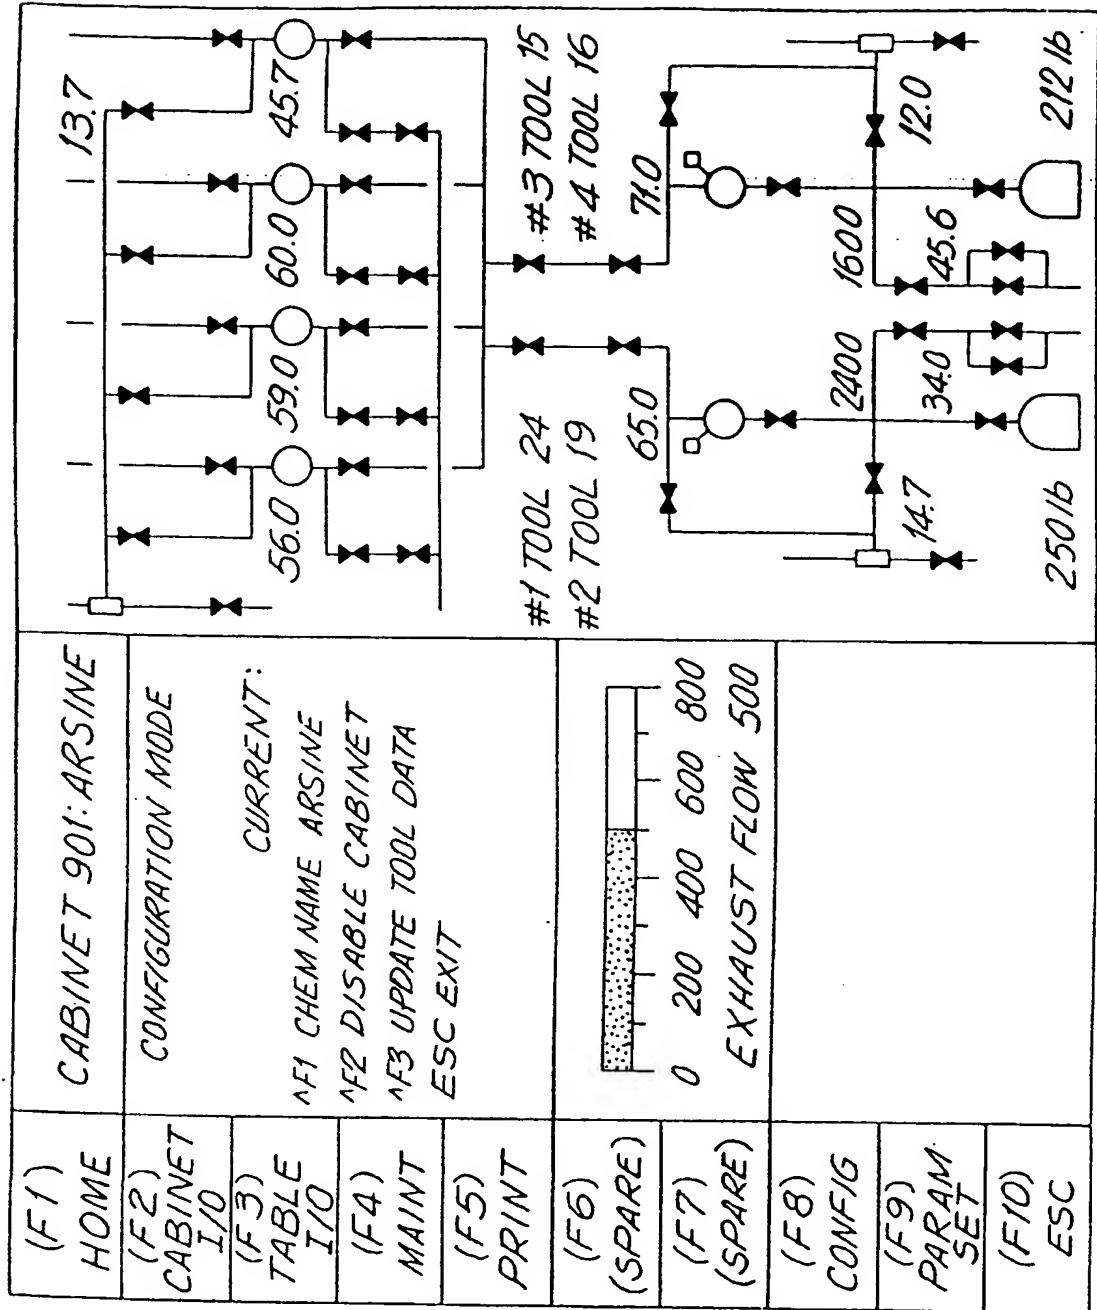 (F1)
HOME
(F2)
CABINET
I/O
(F3)
TABLE
I/O
(F4)
MAINT
(F5)
PRINT
(F6)
(SPARE)
(F7)
(SPARE)
(F8)
CONFIG
(F9)
PARAM
SET
(F10)
ESC
CABINET 901: ARSINE
CONFIGURATION MODE
CURRENT:
^F1 CHEM NAME ARSINE
^F2 DISABLE CABINET
^F3 UPDATE TOOL DATA
ESC EXIT
0 200 400 600 800
EXHAUST FLOW 500
13.7
56.0 59.0 60.0 45.7
#1 TOOL 24
#2 TOOL 19
#3 TOOL 15
#4 TOOL 16
65.0 71.0
2400 1600
14.7 34.0 45.6 12.0
250 lb 212 lb